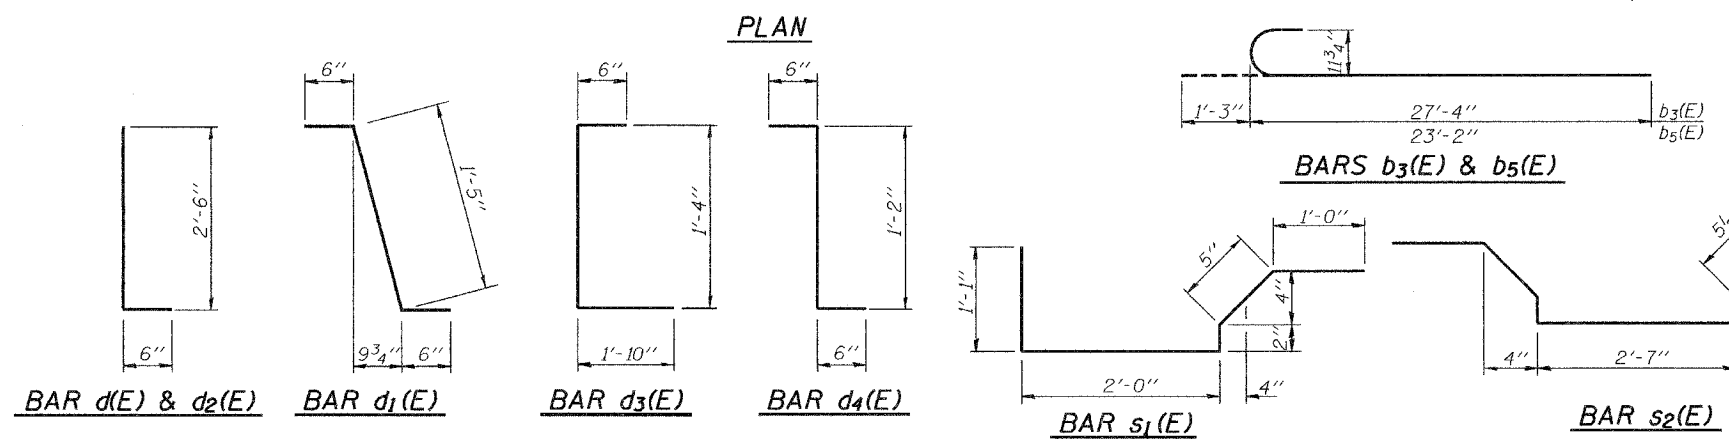 PLAN
6"
2'-6"
6"
BAR d(E) & d2(E)
6"
1'-5"
9¾"
6"
BAR d1(E)
6"
1'-4"
1'-10"
BAR d3(E)
6"
1'-2"
6"
BAR d4(E)
11¾"
1'-3"
27'-4"
b3(E)
23'-2"
b5(E)
BARS b3(E) & b5(E)
1'-0"
5"
1'-1"
4"
2"
2'-0"
4"
BAR s1(E)
4"
2'-7"
BAR s2(E)